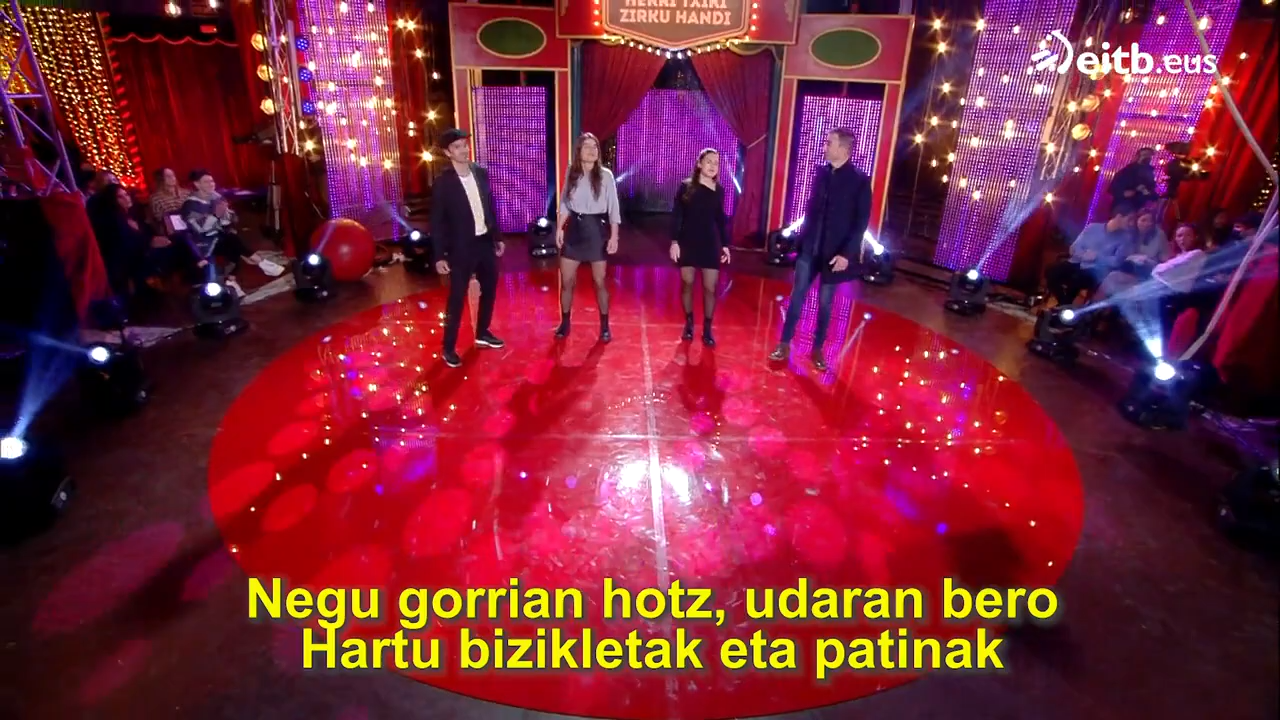 HERRI TXIKI
ZIRKU HANDI
eitb.eus
Negu gorrian hotz, udaran bero
Hartu bizikletak eta patinak